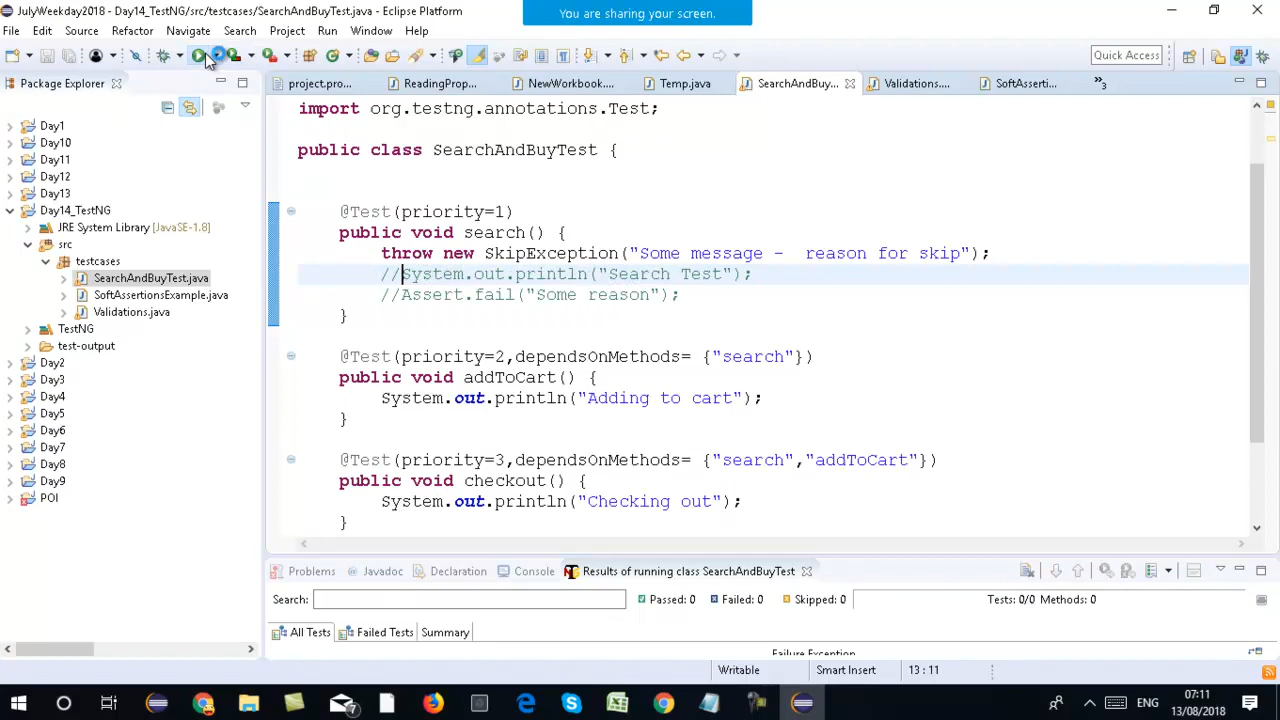 JulyWeekday2018 - Day14_TestNG/src/testcases/SearchAndBuyTest.java - Eclipse Platform
You are sharing your screen.
File Edit Source Refactor Navigate Search Project Run Window Help
Quick Access
Package Explorer
project.pro...
ReadingProp...
NewWorkbook....
Temp.java
SearchAndBuy...
Validations....
SoftAsserti...
»3
Day1
Day10
Day11
Day12
Day13
Day14_TestNG
JRE System Library [JavaSE-1.8]
src
testcases
SearchAndBuyTest.java
SoftAssertionsExample.java
Validations.java
TestNG
test-output
Day2
Day3
Day4
Day5
Day6
Day7
Day8
Day9
POI
import org.testng.annotations.Test;
public class SearchAndBuyTest {
@Test(priority=1)
public void search() {
throw new SkipException("Some message -  reason for skip");
//System.out.println("Search Test");
//Assert.fail("Some reason");
}
@Test(priority=2,dependsOnMethods= {"search"})
public void addToCart() {
System.out.println("Adding to cart");
}
@Test(priority=3,dependsOnMethods= {"search","addToCart"})
public void checkout() {
System.out.println("Checking out");
}
Problems
Javadoc
Declaration
Console
Results of running class SearchAndBuyTest
Search:
Passed: 0
Failed: 0
Skipped: 0
Tests: 0/0 Methods: 0
All Tests
Failed Tests
Summary
Failure Exception
Writable
Smart Insert
13 : 11
7
ENG
07:11
13/08/2018